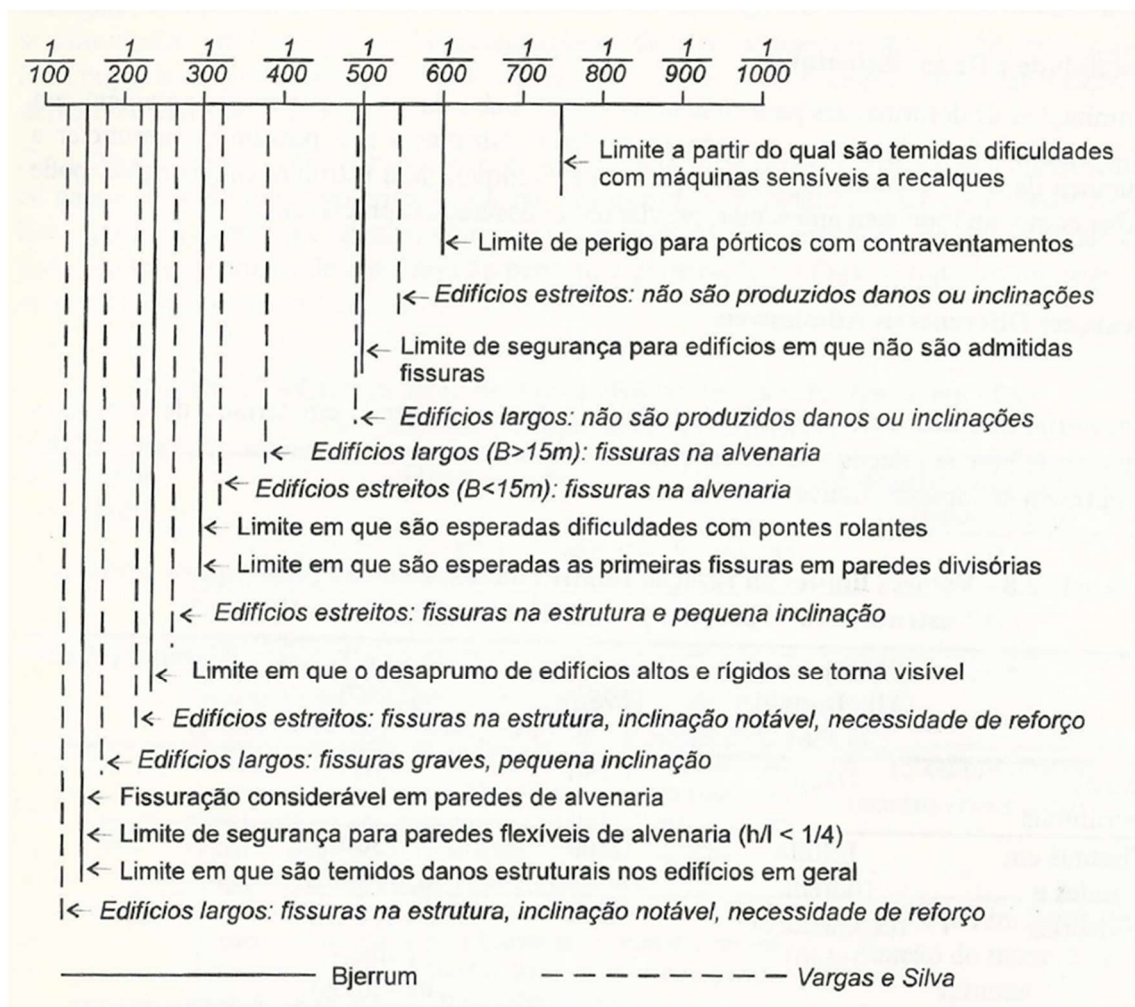 1/100 1/200 1/300 1/400 1/500 1/600 1/700 1/800 1/900 1/1000
Limite a partir do qual são temidas dificuldades
com máquinas sensíveis a recalques
Limite de perigo para pórticos com contraventamentos
Edifícios estreitos: não são produzidos danos ou inclinações
Limite de segurança para edifícios em que não são admitidas
fissuras
Edifícios largos: não são produzidos danos ou inclinações
Edifícios largos (B>15m): fissuras na alvenaria
Edifícios estreitos (B<15m): fissuras na alvenaria
Limite em que são esperadas dificuldades com pontes rolantes
Limite em que são esperadas as primeiras fissuras em paredes divisórias
Edifícios estreitos: fissuras na estrutura e pequena inclinação
Limite em que o desaprumo de edifícios altos e rígidos se torna visível
Edifícios estreitos: fissuras na estrutura, inclinação notável, necessidade de reforço
Edifícios largos: fissuras graves, pequena inclinação
Fissuração considerável em paredes de alvenaria
Limite de segurança para paredes flexíveis de alvenaria (h/l < 1/4)
Limite em que são temidos danos estruturais nos edifícios em geral
Edifícios largos: fissuras na estrutura, inclinação notável, necessidade de reforço
Bjerrum
Vargas e Silva